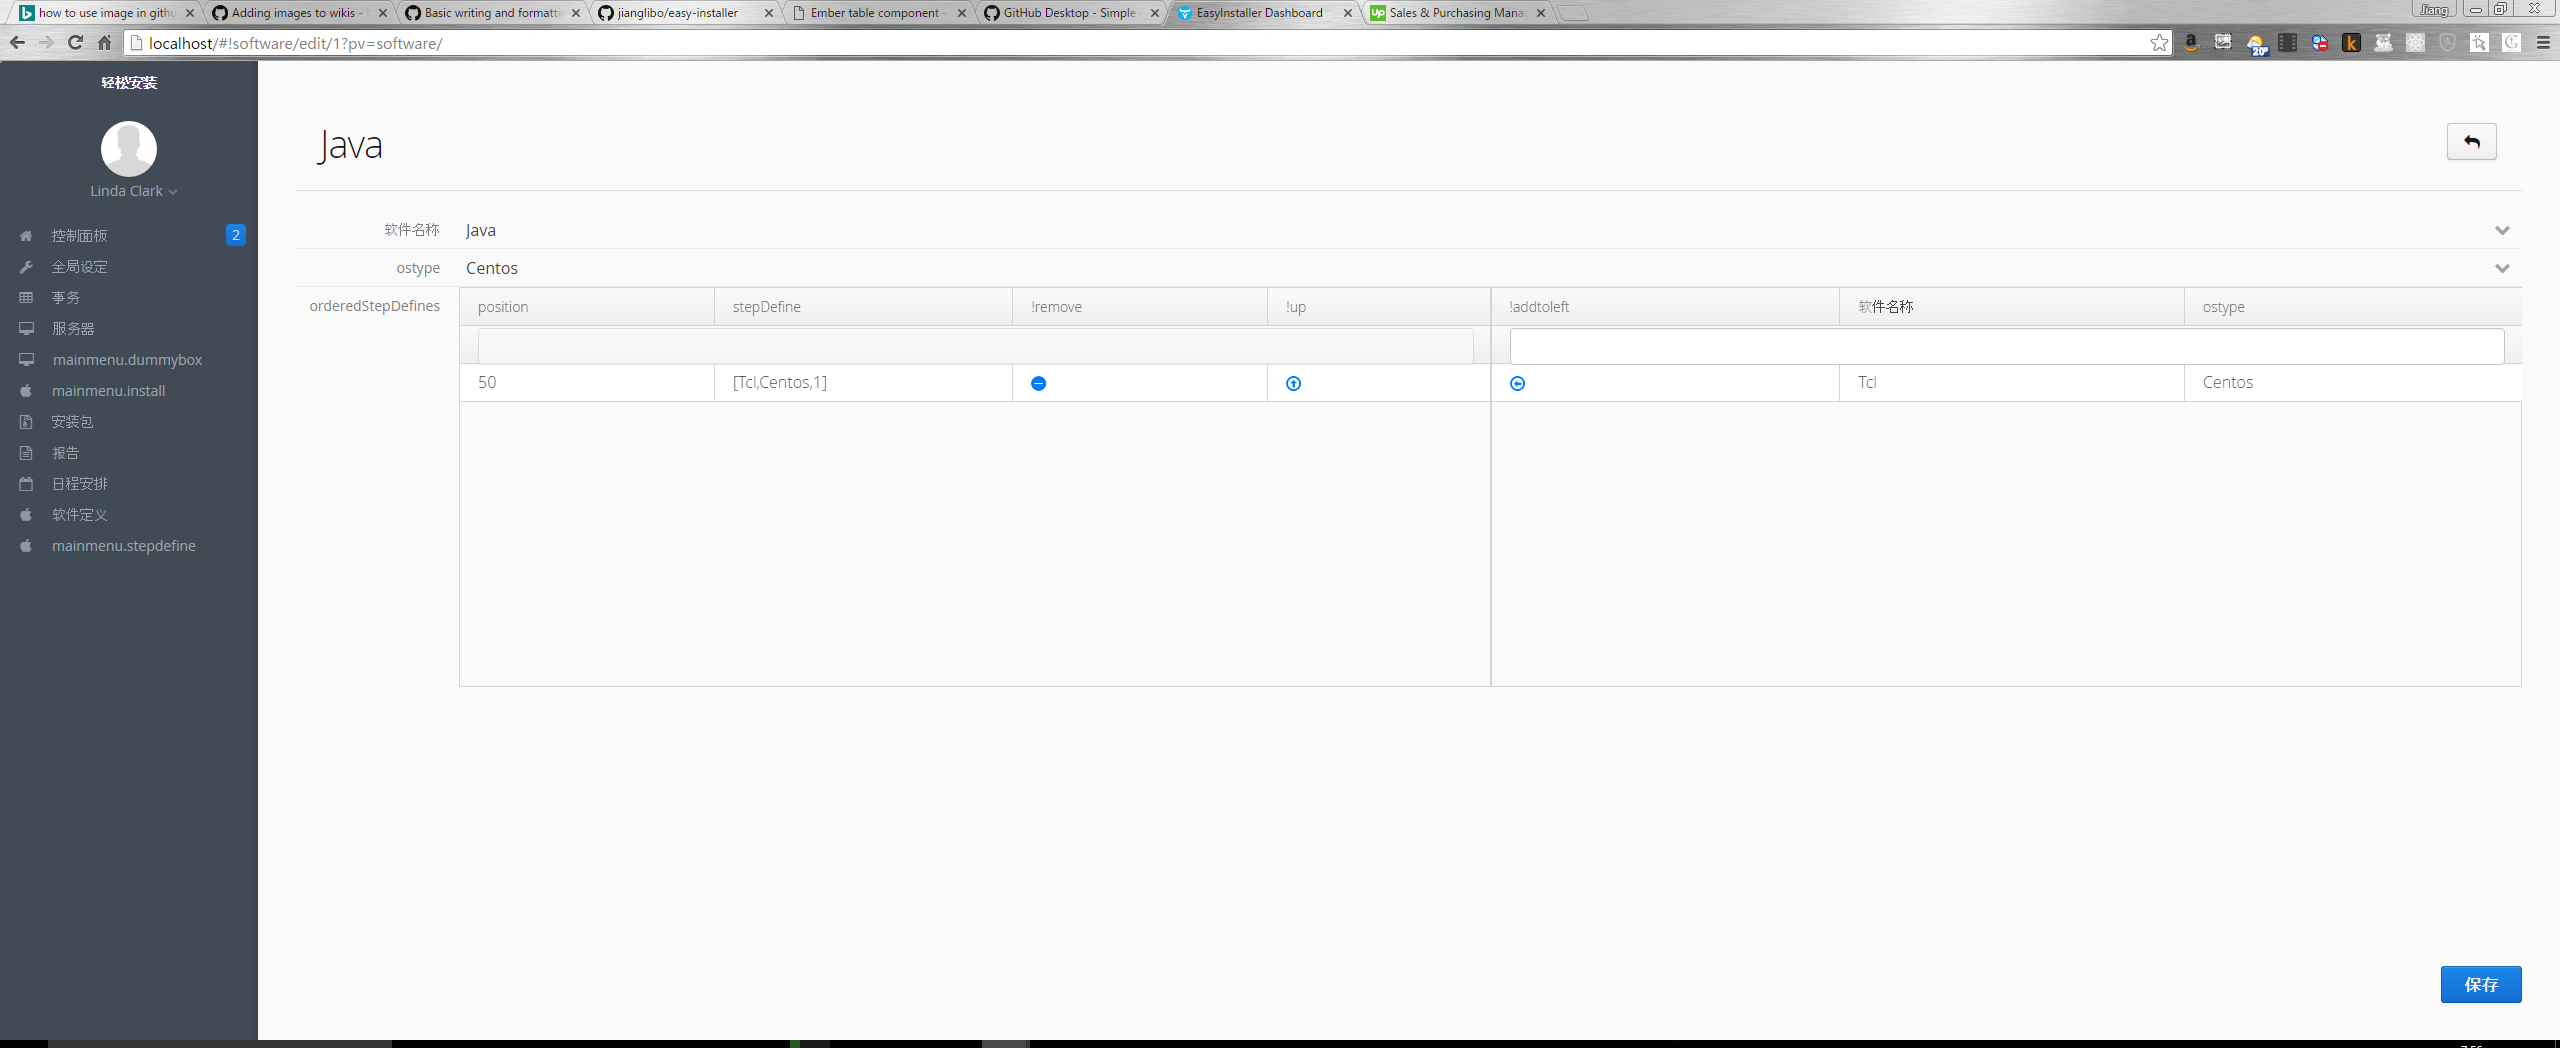 how to use image in gith
Adding images to wikis -
Basic writing and formatti
jianglibo/easy-installer
Ember table component -
GitHub Desktop - Simple
EasyInstaller Dashboard
Sales & Purchasing Mana
Jiang
localhost/#!software/edit/1?pv=software/
20°
轻松安装
Linda Clark
控制面板 2
全局设定
事务
服务器
mainmenu.dummybox
mainmenu.install
安装包
报告
日程安排
软件定义
mainmenu.stepdefine
Java
软件名称 Java
ostype Centos
orderedStepDefines
position stepDefine !remove !up !addtoleft 软件名称 ostype
50 [Tcl,Centos,1] Tcl Centos
保存